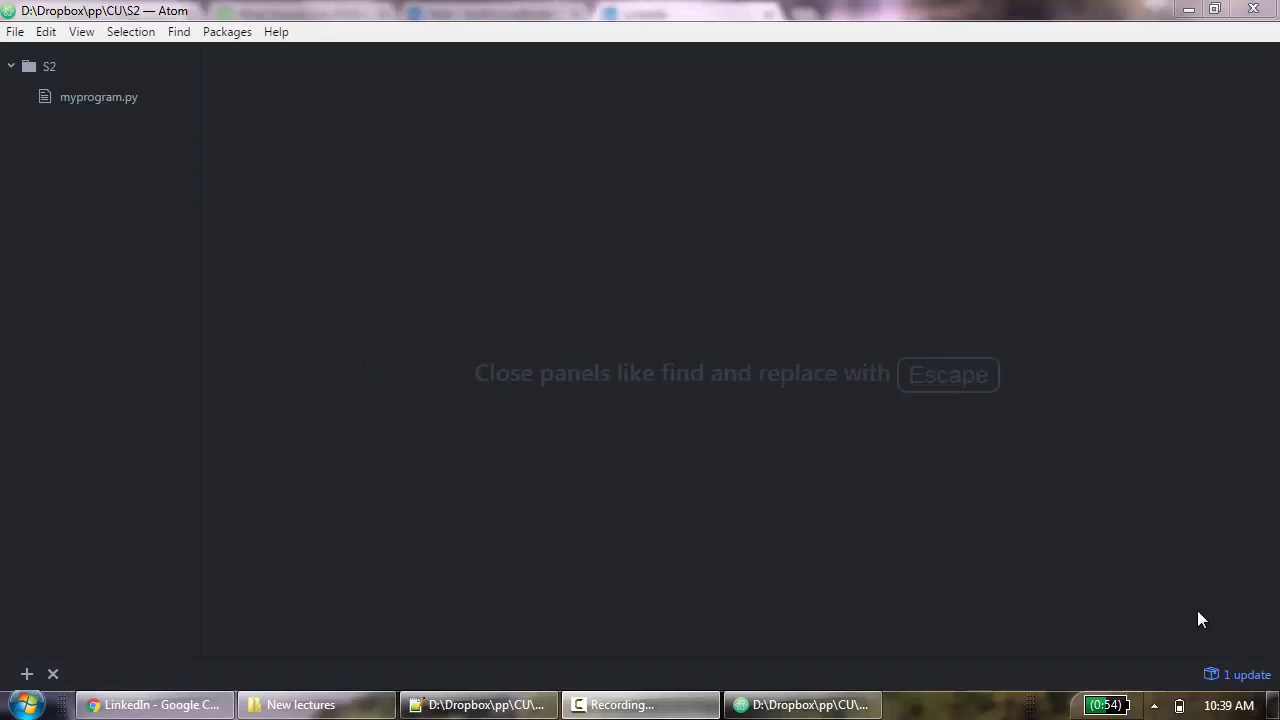 D:\Dropbox\pp\CU\S2 — Atom
File Edit View Selection Find Packages Help
S2
myprogram.py
Close panels like find and replace with Escape
1 update
LinkedIn - Google C...
New lectures
D:\Dropbox\pp\CU\...
Recording...
D:\Dropbox\pp\CU\...
(0:54)
10:39 AM